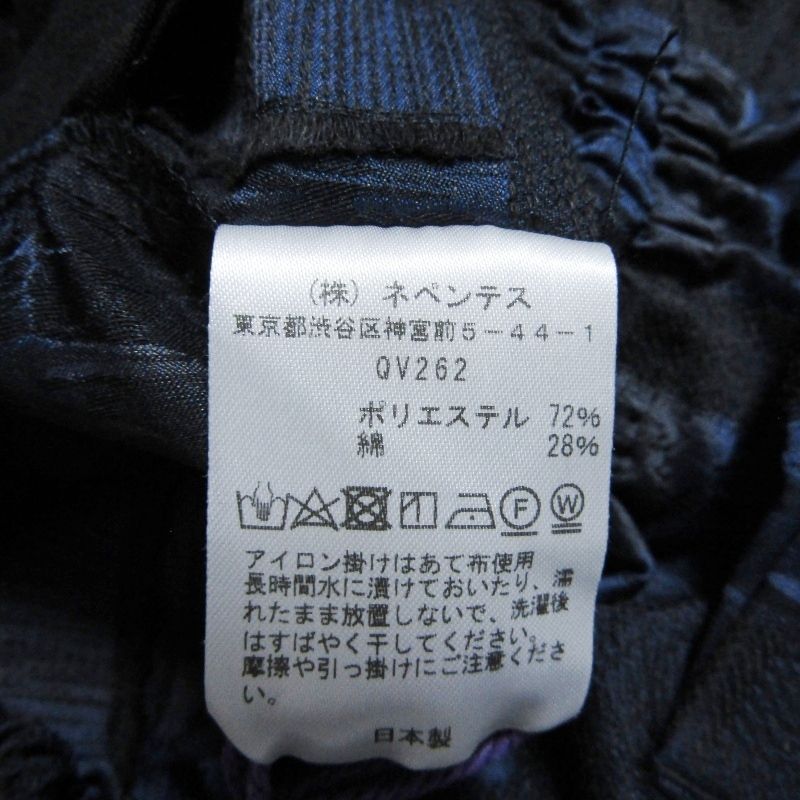 （株）ネペンテス
東京都渋谷区神宮前5-44-1
QV262
ポリエステル 72%
綿 28%
F W
アイロン掛けはあて布使用
長時間水に漬けておいたり、濡
れたまま放置しないで、洗濯後
はすばやく干してください。
摩擦や引っ掛けにご注意くださ
い。
日本製